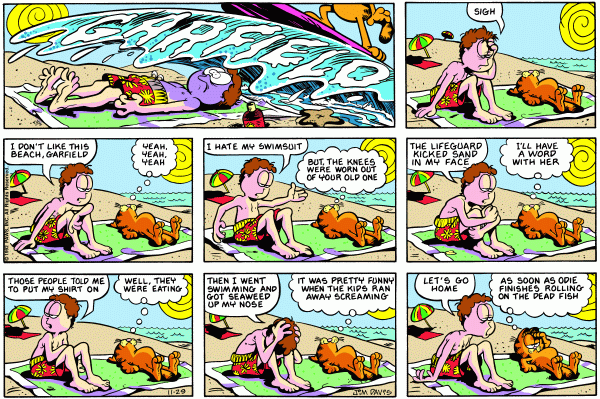 GARFIELD
SIGH
I DON'T LIKE THIS
BEACH, GARFIELD
YEAH,
YEAH,
YEAH
I HATE MY SWIMSUIT
BUT, THE KNEES
WERE WORN OUT
OF YOUR OLD ONE
THE LIFEGUARD
KICKED SAND
IN MY FACE
I'LL HAVE
A WORD
WITH HER
THOSE PEOPLE TOLD ME
TO PUT MY SHIRT ON
WELL, THEY
WERE EATING
11-29
THEN I WENT
SWIMMING AND
GOT SEAWEED
UP MY NOSE
IT WAS PRETTY FUNNY
WHEN THE KIDS RAN
AWAY SCREAMING
JIM DAVIS
LET'S GO
HOME
AS SOON AS ODIE
FINISHES ROLLING
ON THE DEAD FISH